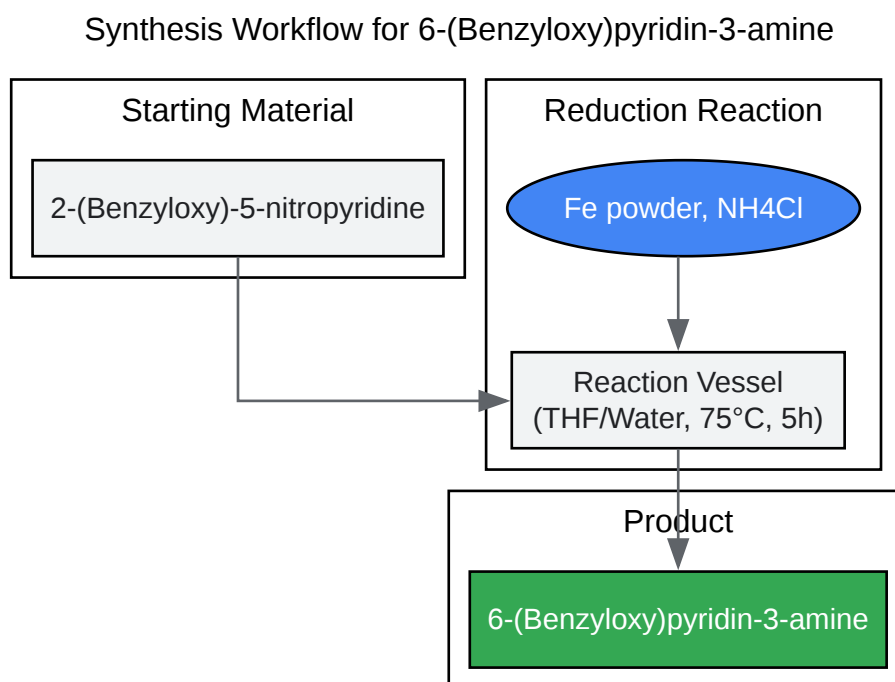 Synthesis Workflow for 6-(Benzyloxy)pyridin-3-amine
Starting Material
2-(Benzyloxy)-5-nitropyridine
Reduction Reaction
Fe powder, NH4Cl
Reaction Vessel
(THF/Water, 75°C, 5h)
Product
6-(Benzyloxy)pyridin-3-amine